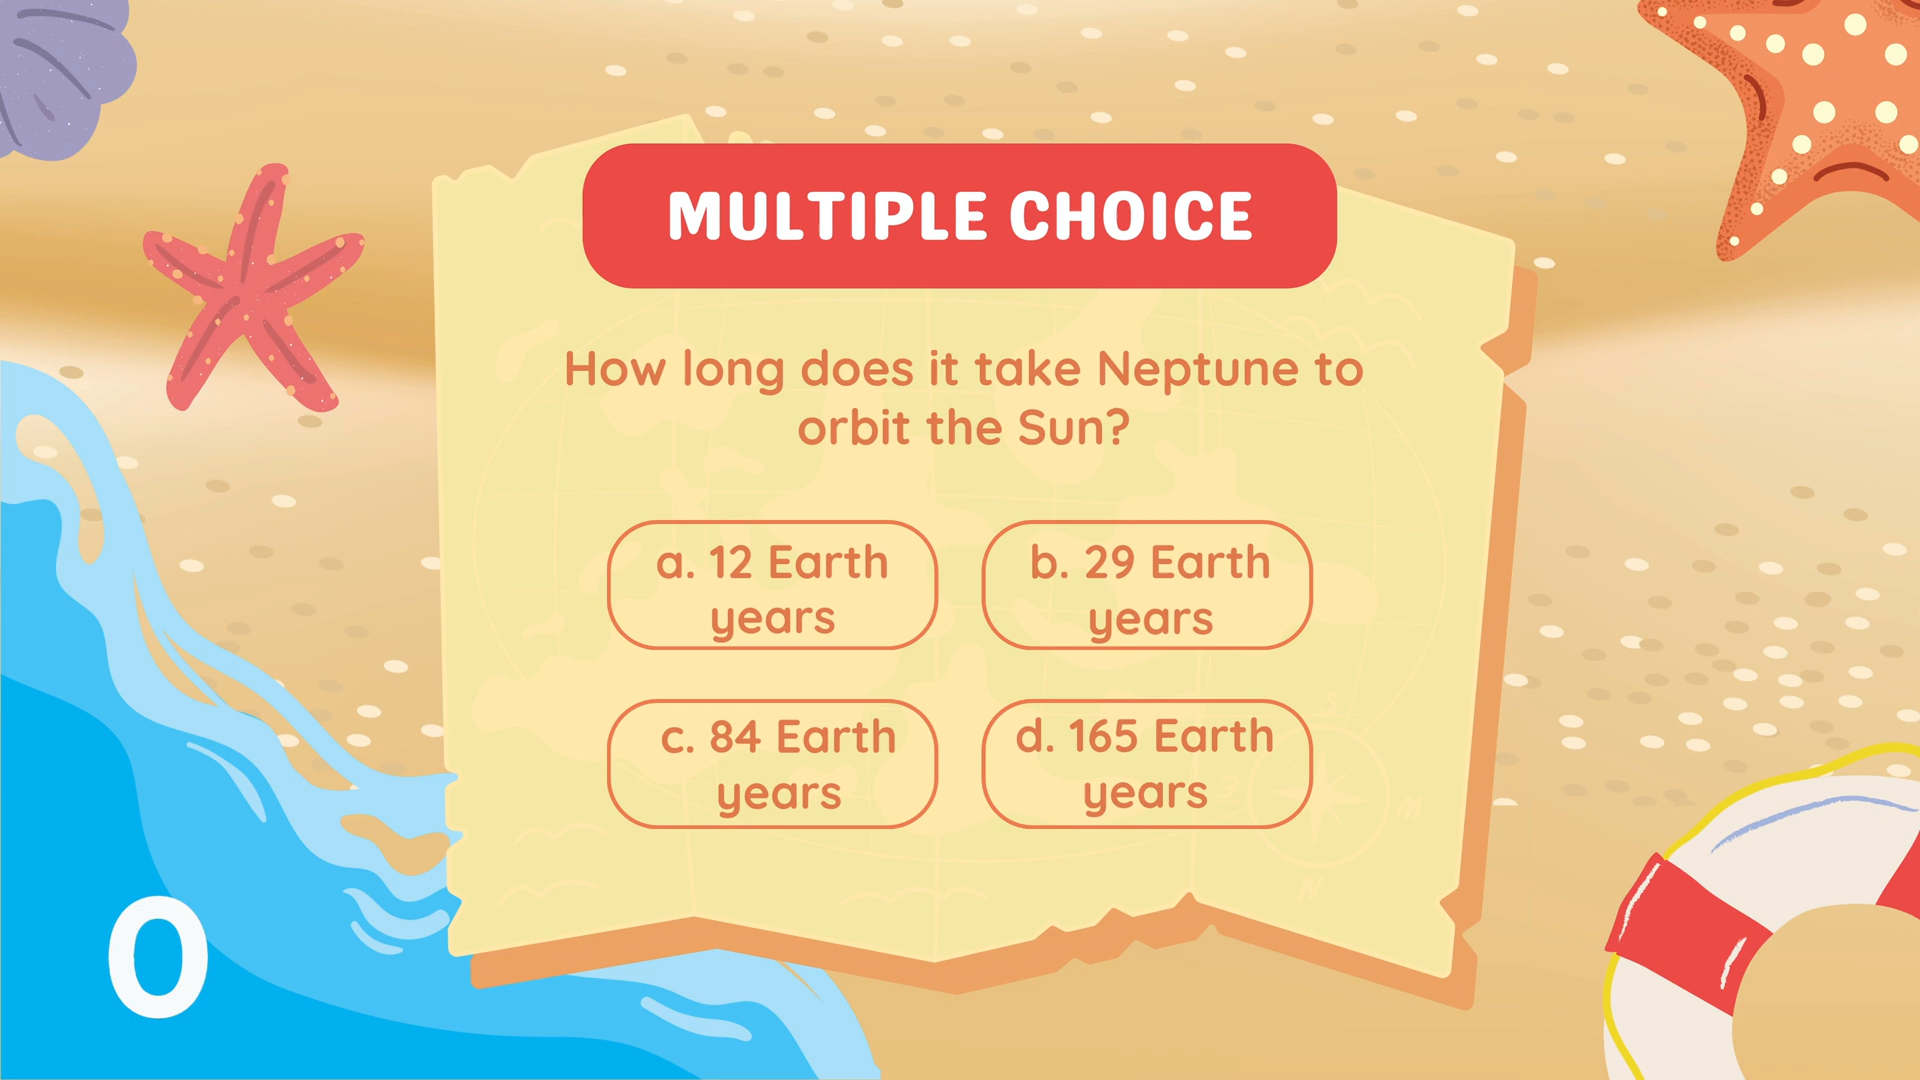 MULTIPLE CHOICE
How long does it take Neptune to
orbit the Sun?
a. 12 Earth
years
b. 29 Earth
years
c. 84 Earth
years
d. 165 Earth
years
S
3
M
N
0